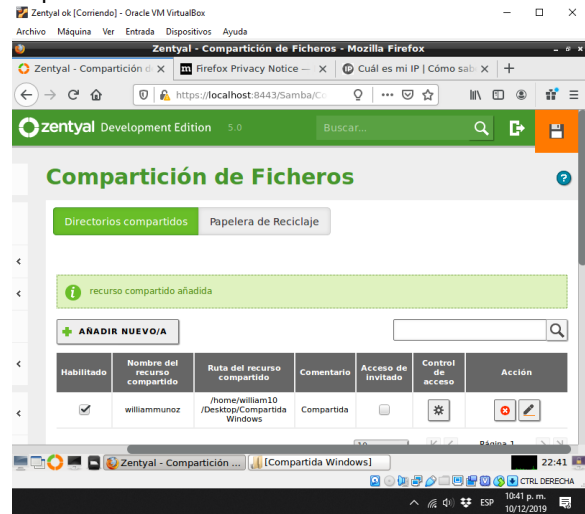 Zentyal ok [Corriendo] - Oracle VM VirtualBox
Archivo Máquina Ver Entrada Dispositivos Ayuda
Zentyal - Compartición de Ficheros - Mozilla Firefox
Zentyal - Compartición d
Firefox Privacy Notice —
Cuál es mi IP | Cómo sab
https://localhost:8443/Samba/Co
zentyal Development Edition 5.0
Buscar...
Compartición de Ficheros
Directorios compartidos
Papelera de Reciclaje
recurso compartido añadida
AÑADIR NUEVO/A
Habilitado
Nombre del recurso compartido
Ruta del recurso compartido
Comentario
Acceso de invitado
Control de acceso
Acción
williammunoz
/home/william10
/Desktop/Compartida
Windows
Compartida
10
Página 1
Zentyal - Compartición ...
[Compartida Windows]
22:41
CTRL DERECHA
ESP
10:41 p. m.
10/12/2019